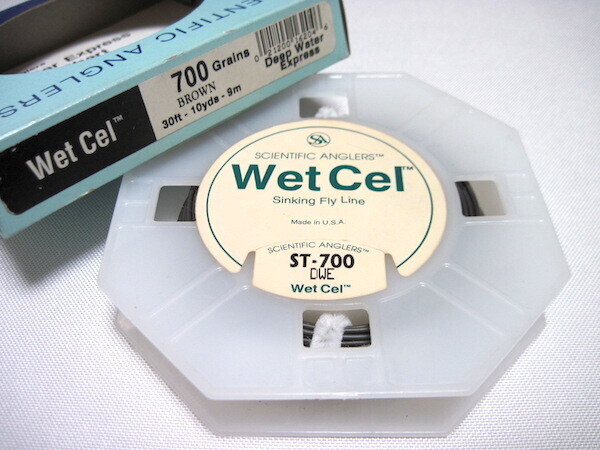 SCIENTIFIC ANGLERS
Wet Cel™
700 Grains
BROWN
30ft - 10yds - 9m
Deep Water
Express
SA
SCIENTIFIC ANGLERS™
Wet Cel™
Sinking Fly Line
Made in U.S.A.
SCIENTIFIC ANGLERS™
ST-700
DWE
Wet Cel™